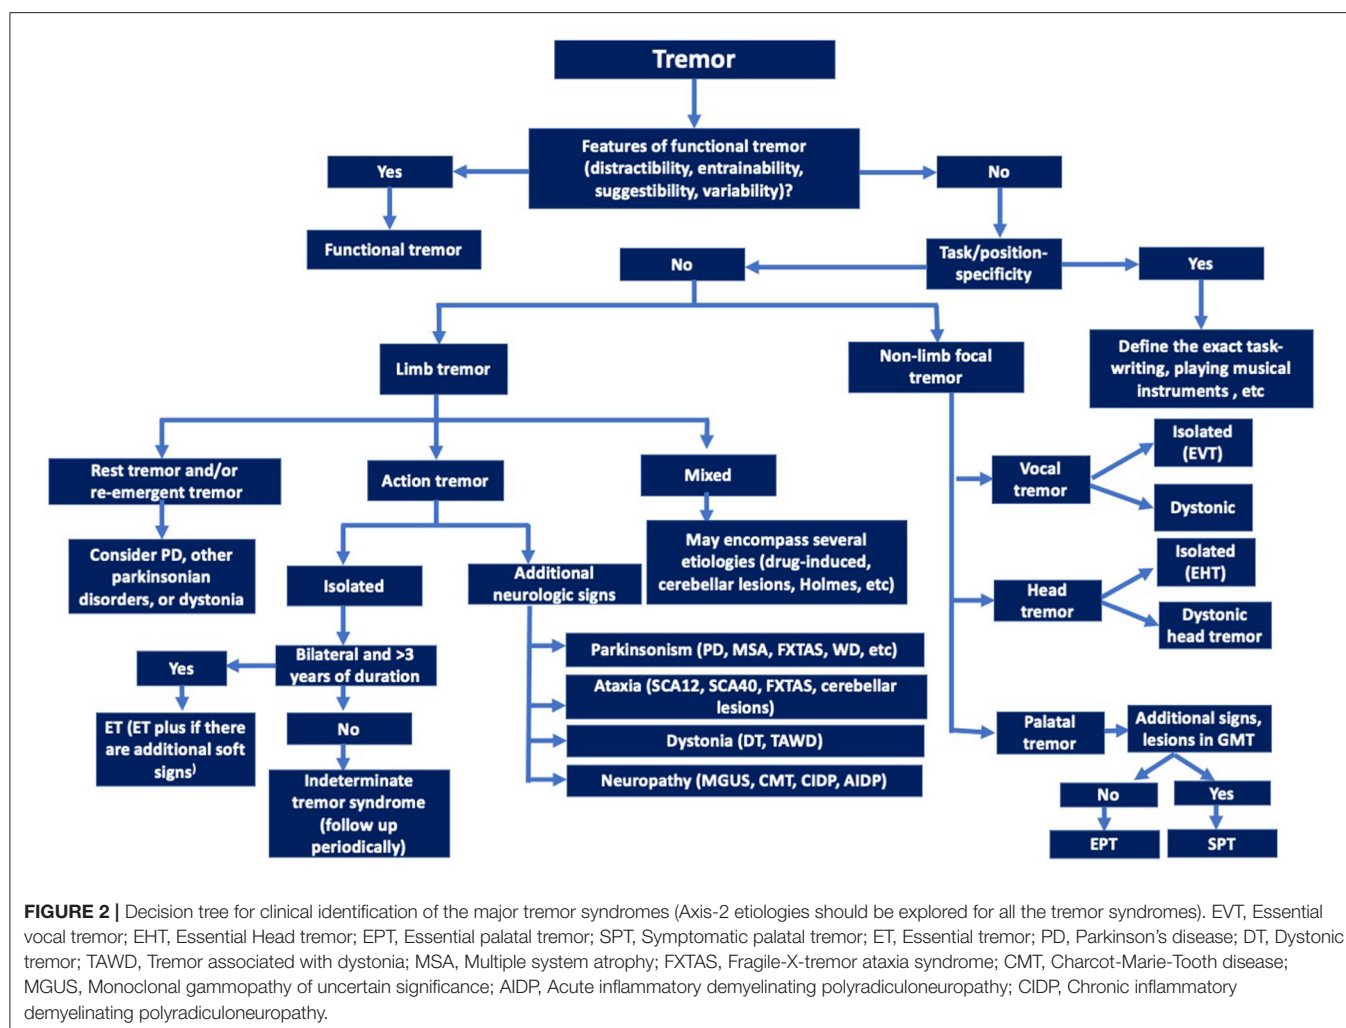 Tremor
Features of functional tremor
(distractibility, entrainability,
suggestibility, variability)?
Yes
No
Functional tremor
Task/position-
specificity
No
Yes
Define the exact task-
writing, playing musical
instruments , etc
Limb tremor
Non-limb focal
tremor
Rest tremor and/or
re-emergent tremor
Action tremor
Mixed
Consider PD, other
parkinsonian
disorders, or dystonia
Isolated
Additional
neurologic signs
May encompass several
etiologies (drug-induced,
cerebellar lesions, Holmes, etc)
Bilateral and >3
years of duration
Yes
ET (ET plus if there
are additional soft
signs)
No
Indeterminate
tremor syndrome
(follow up
periodically)
Parkinsonism (PD, MSA, FXTAS, WD, etc)
Ataxia (SCA12, SCA40, FXTAS, cerebellar
lesions)
Dystonia (DT, TAWD)
Neuropathy (MGUS, CMT, CIDP, AIDP)
Vocal
tremor
Isolated
(EVT)
Dystonic
Head
tremor
Isolated
(EHT)
Dystonic
head tremor
Palatal
tremor
Additional signs,
lesions in GMT
No
Yes
EPT
SPT
FIGURE 2 | Decision tree for clinical identification of the major tremor syndromes (Axis-2 etiologies should be explored for all the tremor syndromes). EVT, Essential
vocal tremor; EHT, Essential Head tremor; EPT, Essential palatal tremor; SPT, Symptomatic palatal tremor; ET, Essential tremor; PD, Parkinson's disease; DT, Dystonic
tremor; TAWD, Tremor associated with dystonia; MSA, Multiple system atrophy; FXTAS, Fragile-X-tremor ataxia syndrome; CMT, Charcot-Marie-Tooth disease;
MGUS, Monoclonal gammopathy of uncertain significance; AIDP, Acute inflammatory demyelinating polyradiculoneuropathy; CIDP, Chronic inflammatory
demyelinating polyradiculoneuropathy.